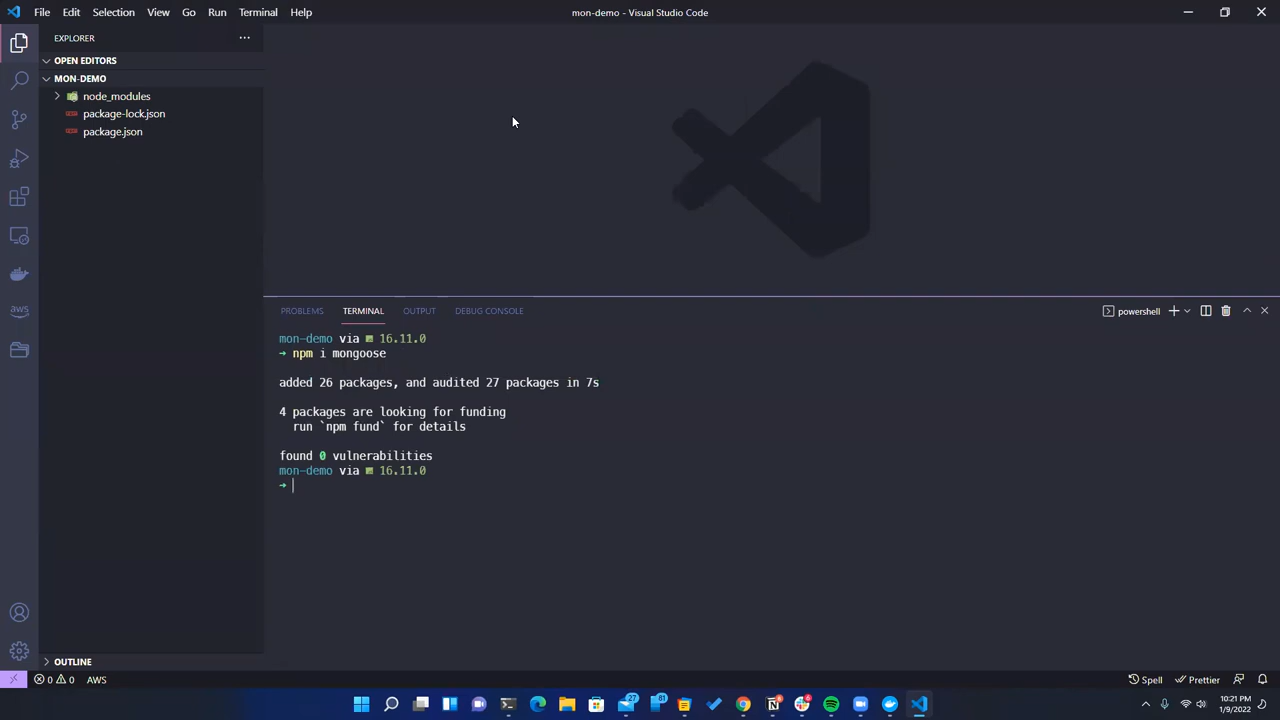 File Edit Selection View Go Run Terminal Help
mon-demo - Visual Studio Code
EXPLORER
OPEN EDITORS
MON-DEMO
node_modules
package-lock.json
package.json
PROBLEMS TERMINAL OUTPUT DEBUG CONSOLE
powershell
mon-demo via 16.11.0
→ npm i mongoose
added 26 packages, and audited 27 packages in 7s
4 packages are looking for funding
run `npm fund` for details
found 0 vulnerabilities
mon-demo via 16.11.0
→
aws
OUTLINE
0 0 AWS
Spell Prettier
27
81
10:21 PM
1/9/2022